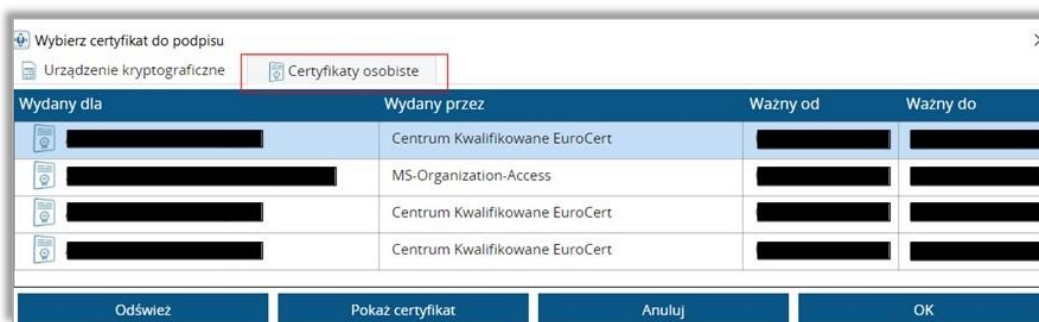 Wybierz certyfikat do podpisu
Urządzenie kryptograficzne Certyfikaty osobiste
Wydany dla Wydany przez Ważny od Ważny do
Centrum Kwalifikowane EuroCert
MS-Organization-Access
Centrum Kwalifikowane EuroCert
Centrum Kwalifikowane EuroCert
Odśwież Pokaż certyfikat Anuluj OK